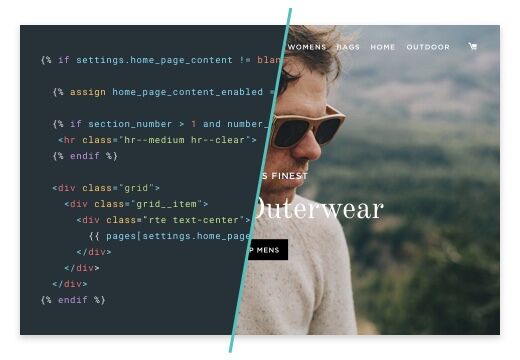 {% if settings.home_page_content != blan
{% assign home_page_content_enabled =
{% if section_number > 1 and number_
<hr class="hr--medium hr--clear">
{% endif %}
<div class="grid">
<div class="grid__item">
<div class="rte text-center">
{{ pages[settings.home_page
</div>
</div>
</div>
{% endif %}
WOMENS BAGS HOME OUTDOOR
S FINEST
Outerwear
P MENS